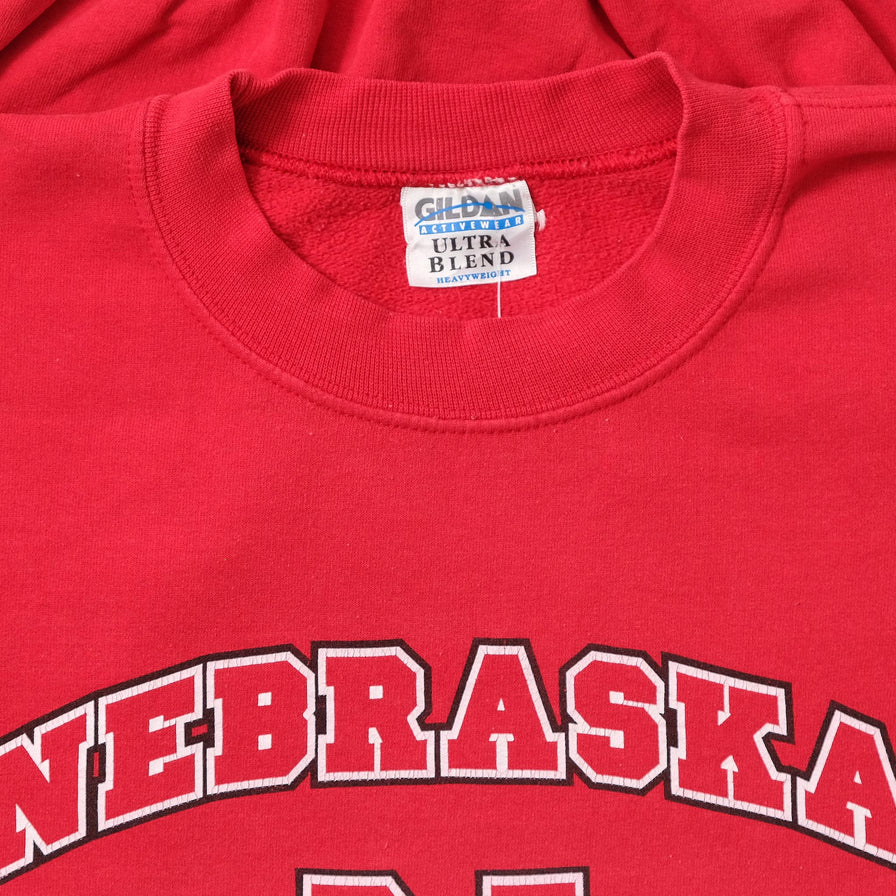 GILDAN
ACTIVEWEAR
ULTRA
BLEND
HEAVYWEIGHT
NEBRASKA
N